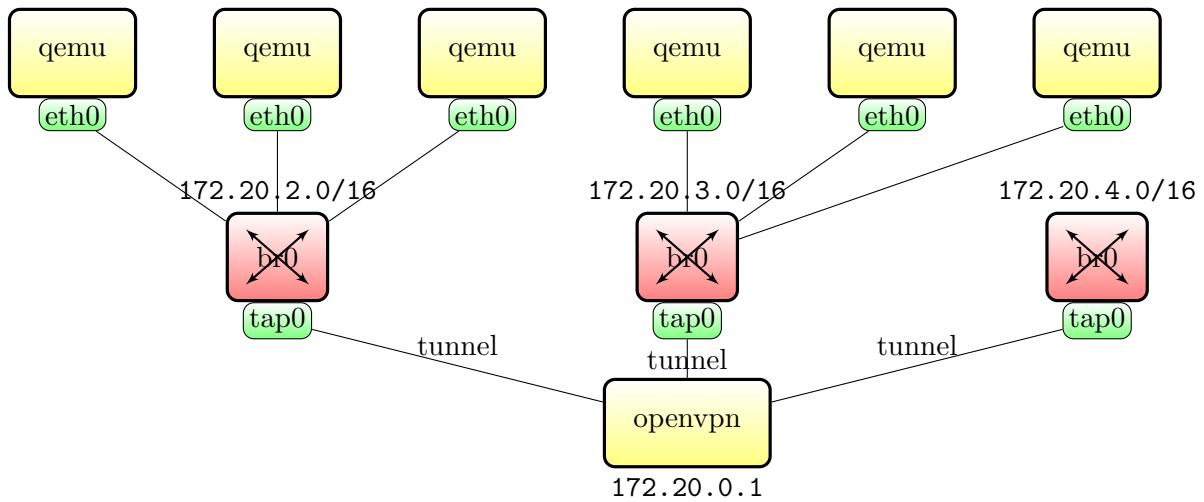 qemu
qemu
qemu
qemu
qemu
qemu
eth0
eth0
eth0
eth0
eth0
eth0
172.20.2.0/16
172.20.3.0/16
172.20.4.0/16
br0
br0
br0
tap0
tap0
tap0
tunnel
tunnel
tunnel
openvpn
172.20.0.1